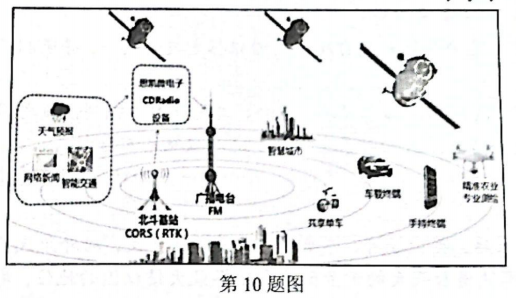 思凯微电子
CDRadio
设备
天气预报
网络新闻
智能交通
智慧城市
广播电台
FM
北斗基站
CORS（RTK）
共享单车
车载终端
手持终端
精准农业
专业测绘
第10题图